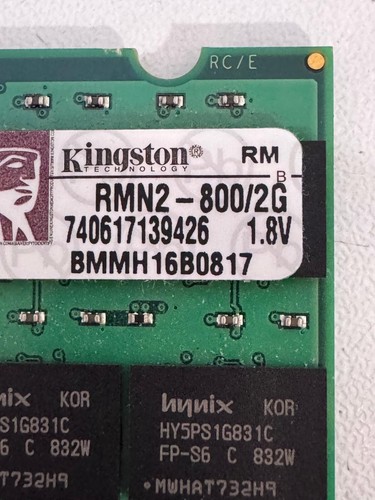 RC/E
Kingston® RM
TECHNOLOGY B
RMN2-800/2G
740617139426 1.8V
BMMH16B0817
hynix KOR
HY5PS1G831C
FP-S6 C 832W
MWHAT732H9
hynix KOR
HY5PS1G831C
FP-S6 C 832W
•MWHAT732H9